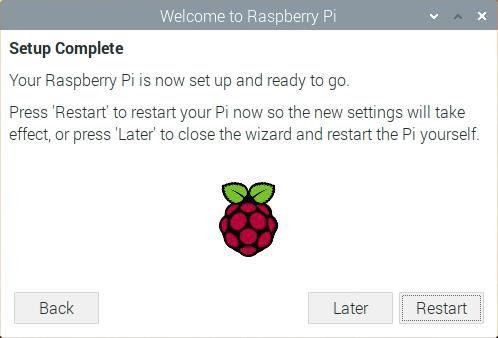 Welcome to Raspberry Pi
Setup Complete
Your Raspberry Pi is now set up and ready to go.
Press 'Restart' to restart your Pi now so the new settings will take
effect, or press 'Later' to close the wizard and restart the Pi yourself.
Back
Later
Restart